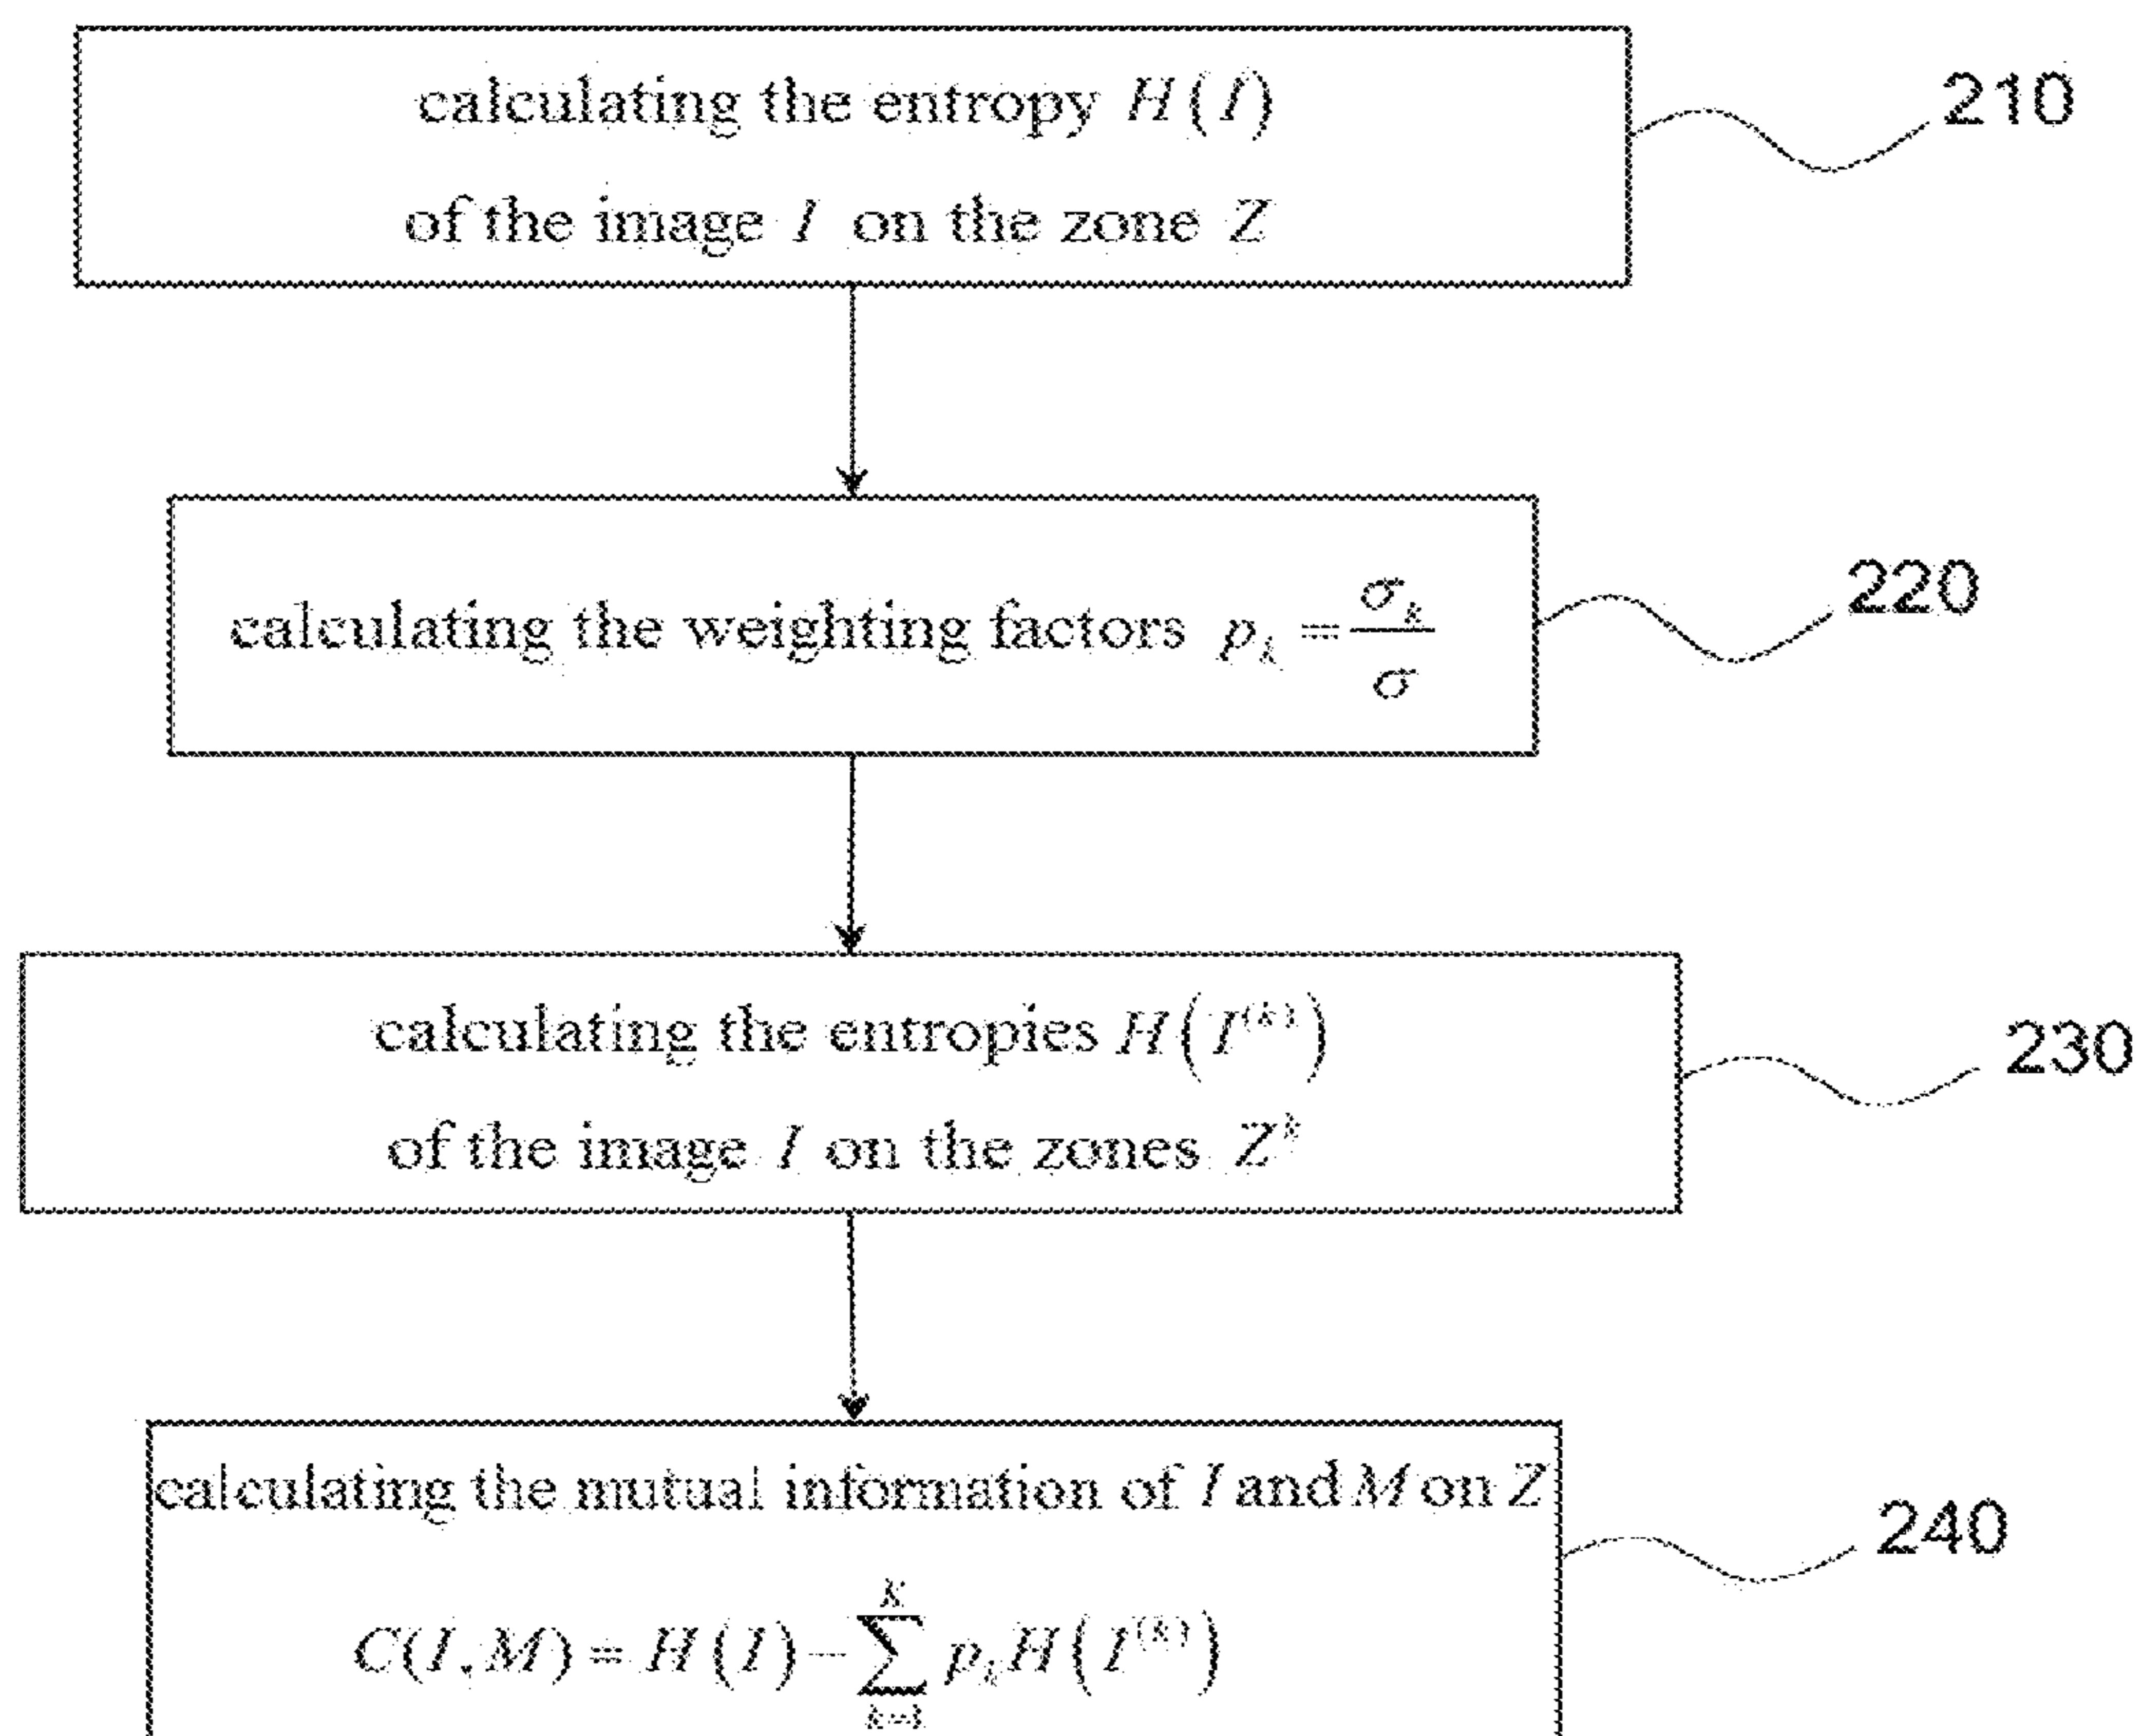 calculating the entropy H(I)
of the image I on the zone Z
210
calculating the weighting factors p_k = σ_k / σ
220
calculating the entropies H(I^(k))
of the image I on the zones Z^k
230
calculating the mutual information of I and M on Z
C(I,M) = H(I) − ∑_{k=1}^{K} p_k H(I^(k))
240